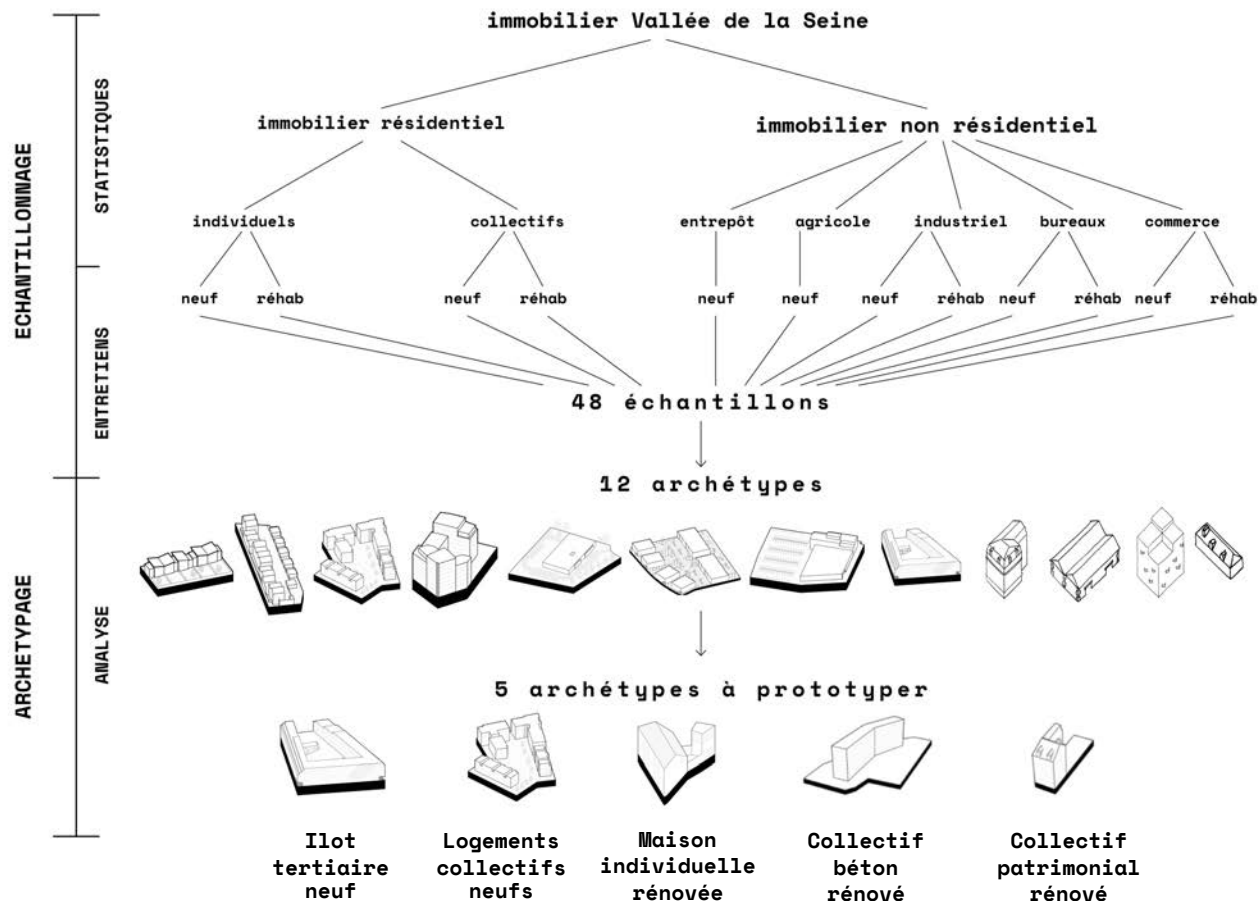 immobilier Vallée de la Seine
immobilier résidentiel
immobilier non résidentiel
individuels
collectifs
entrepôt
agricole
industriel
bureaux
commerce
neuf
réhab
neuf
réhab
neuf
neuf
neuf
réhab
neuf
réhab
neuf
réhab
48 échantillons
12 archétypes
5 archétypes à prototyper
Ilot
tertiaire
neuf
Logements
collectifs
neufs
Maison
individuelle
rénovée
Collectif
béton
rénové
Collectif
patrimonial
rénové
ECHANTILLONNAGE
STATISTIQUES
ENTRETIENS
ARCHETYPAGE
ANALYSE